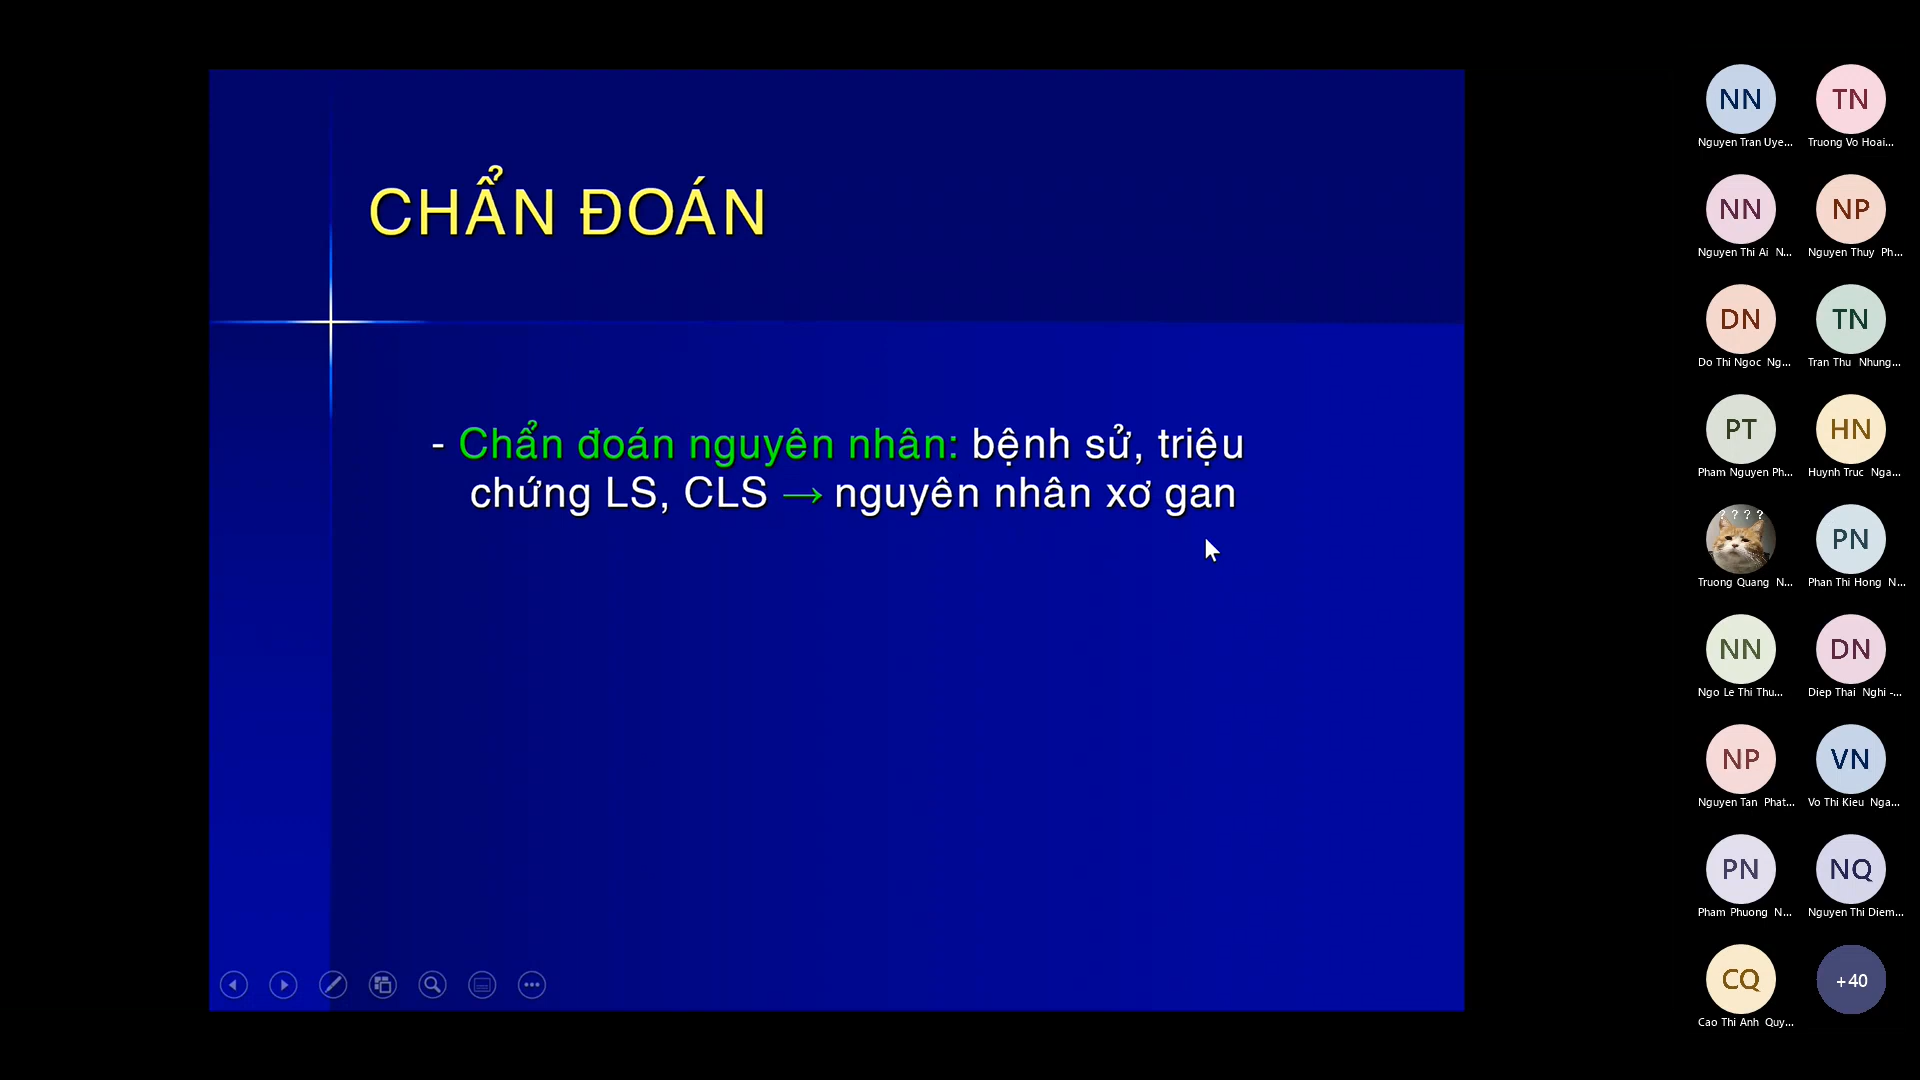 CHẨN ĐOÁN
- Chẩn đoán nguyên nhân: bệnh sử, triệu
chứng LS, CLS → nguyên nhân xơ gan
NN
TN
Nguyen Tran Uye...
Truong Vo Hoai...
NN
NP
Nguyen Thi Ai N...
Nguyen Thuy Ph...
DN
TN
Do Thi Ngoc Ng...
Tran Thu Nhung...
PT
HN
Pham Nguyen Ph...
Huynh Truc Nga...
? ? ? ?
PN
Truong Quang N...
Phan Thi Hong N...
NN
DN
Ngo Le Thi Thu...
Diep Thai Nghi -...
NP
VN
Nguyen Tan Phat...
Vo Thi Kieu Nga...
PN
NQ
Pham Phuong N...
Nguyen Thi Diem...
CQ
+40
Cao Thi Anh Quy...